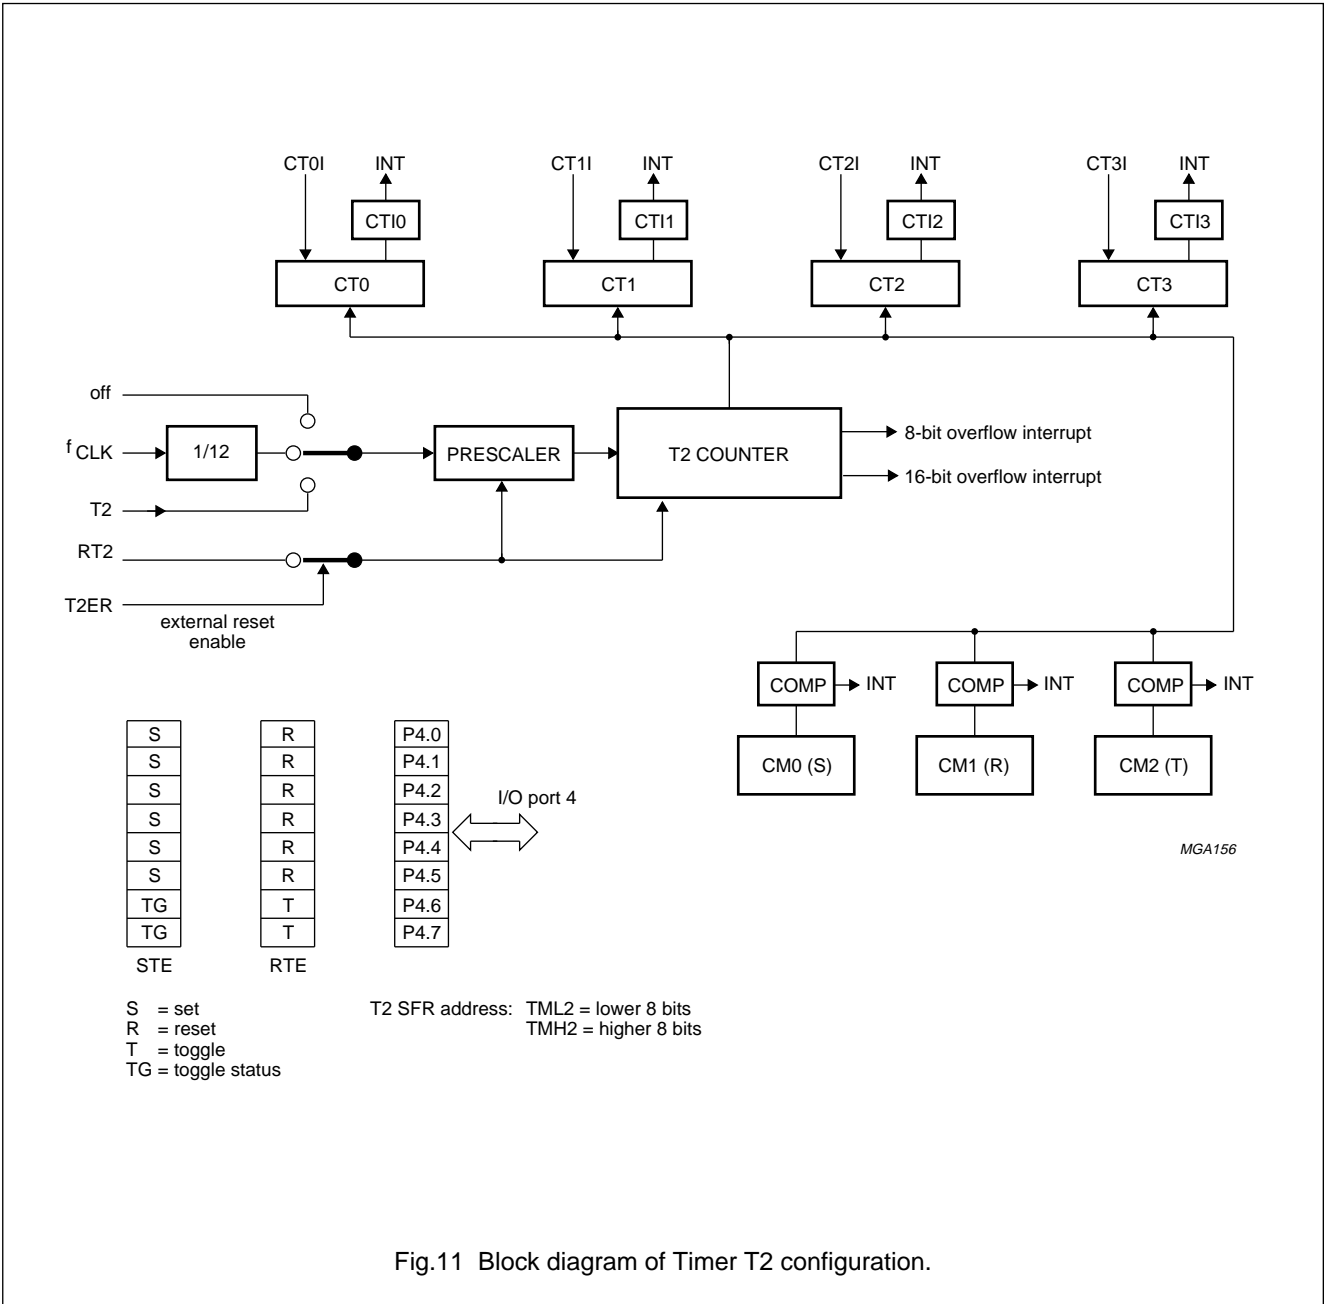 CT0I INT CT1I INT CT2I INT CT3I INT
CTI0 CTI1 CTI2 CTI3
CT0 CT1 CT2 CT3
off
f CLK 1/12 PRESCALER T2 COUNTER 8-bit overflow interrupt
16-bit overflow interrupt
T2
RT2
T2ER
external reset
enable
COMP INT COMP INT COMP INT
CM0 (S) CM1 (R) CM2 (T)
S R P4.0
S R P4.1
S R P4.2
I/O port 4
S R P4.3
S R P4.4
S R P4.5
TG T P4.6
TG T P4.7
STE RTE
MGA156
S = set
R = reset
T = toggle
TG = toggle status
T2 SFR address: TML2 = lower 8 bits
TMH2 = higher 8 bits
Fig.11 Block diagram of Timer T2 configuration.